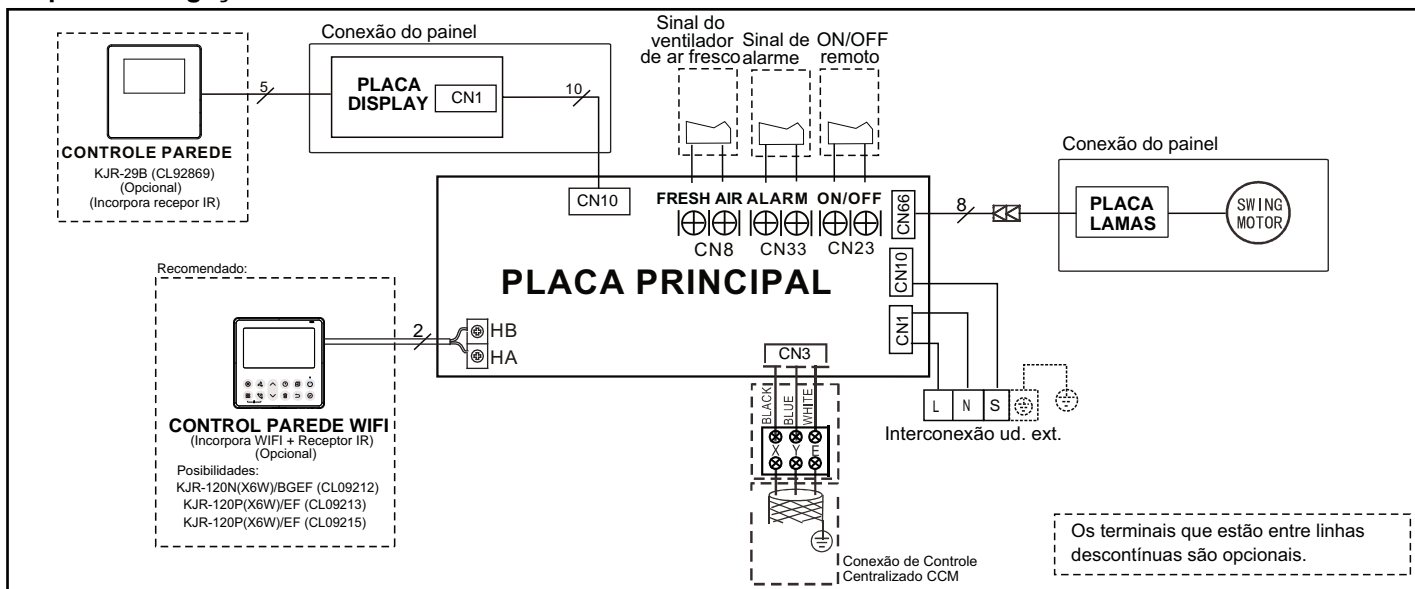 Conexão do painel
PLACA
DISPLAY
CN1
5
10
CONTROLE PAREDE
KJR-29B (CL92869)
(Opcional)
(Incorpora recepor IR)
Sinal do
ventilador
de ar fresco
Sinal de
alarme
ON/OFF
remoto
Conexão do painel
PLACA
LAMAS
SWING
MOTOR
8
CN10
FRESH AIR
ALARM
ON/OFF
CN8
CN33
CN23
CN66
CN10
CN1
PLACA PRINCIPAL
Recomendado:
2
HB
HA
CONTROL PAREDE WIFI
(Incorpora WIFI + Receptor IR)
(Opcional)
Posibilidades:
KJR-120N(X6W)/BGEF (CL09212)
KJR-120P(X6W)/EF (CL09213)
KJR-120P(X6W)/EF (CL09215)
CN3
BLACK
BLUE
WHITE
X Y E
L N S
Interconexão ud. ext.
Conexão de Controle
Centralizado CCM
Os terminais que estão entre linhas
descontínuas são opcionais.